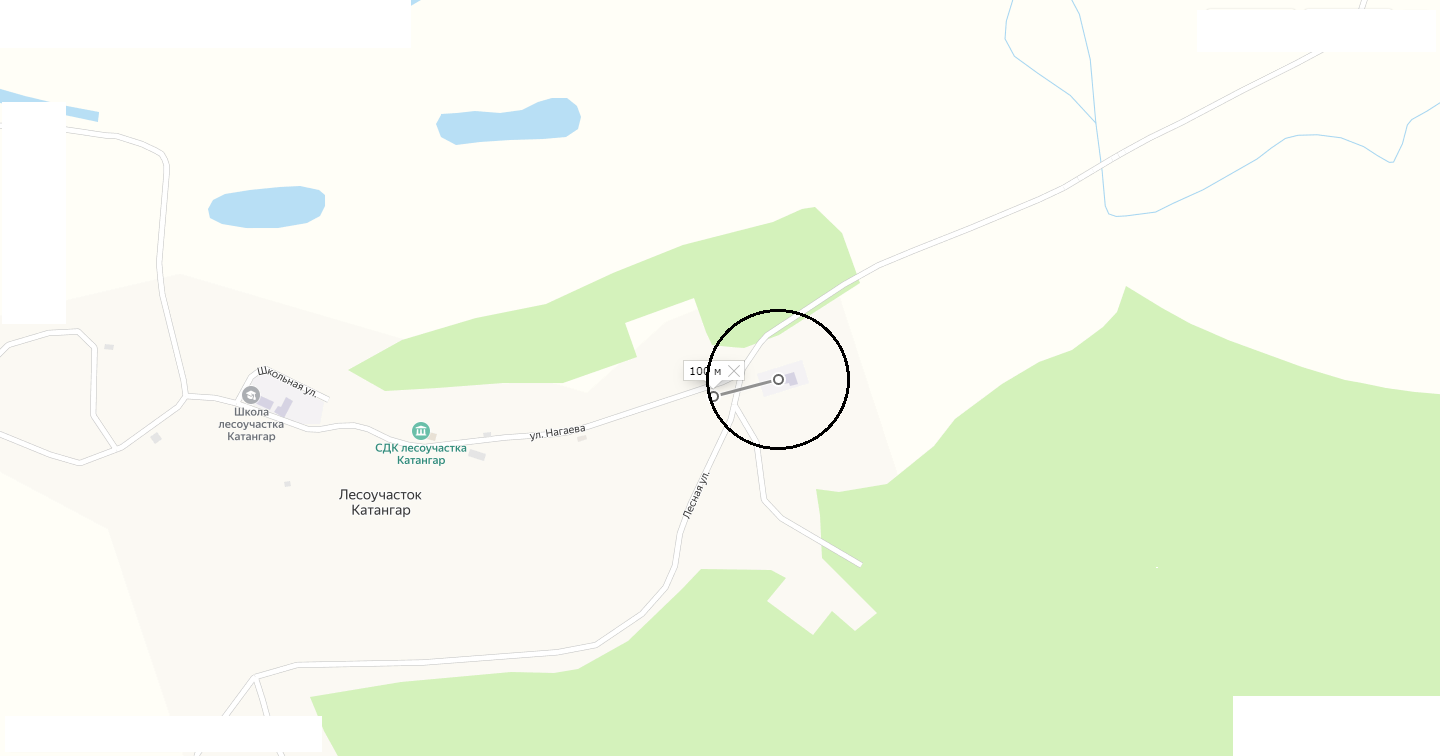 100 м
Школьная ул.
Школа
лесоучастка
Катангар
СДК лесоучастка
Катангар
ул. Нагаева
Лесная ул.
Лесоучасток
Катангар